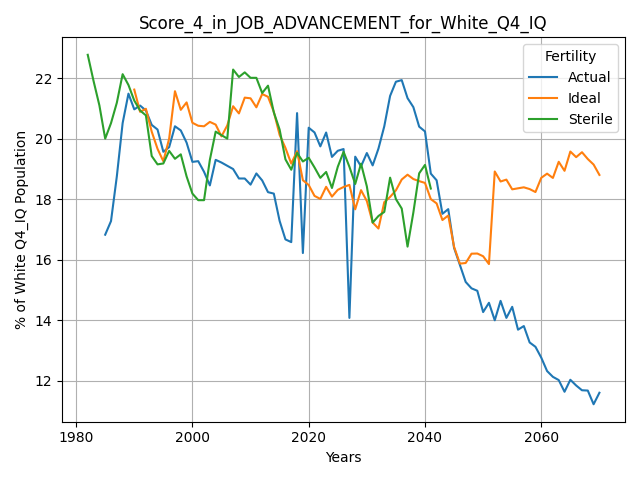 Score_4_in_JOB_ADVANCEMENT_for_White_Q4_IQ
% of White Q4_IQ Population
22
20
18
16
14
12
Fertility
Actual
Ideal
Sterile
1980
2000
2020
2040
2060
Years